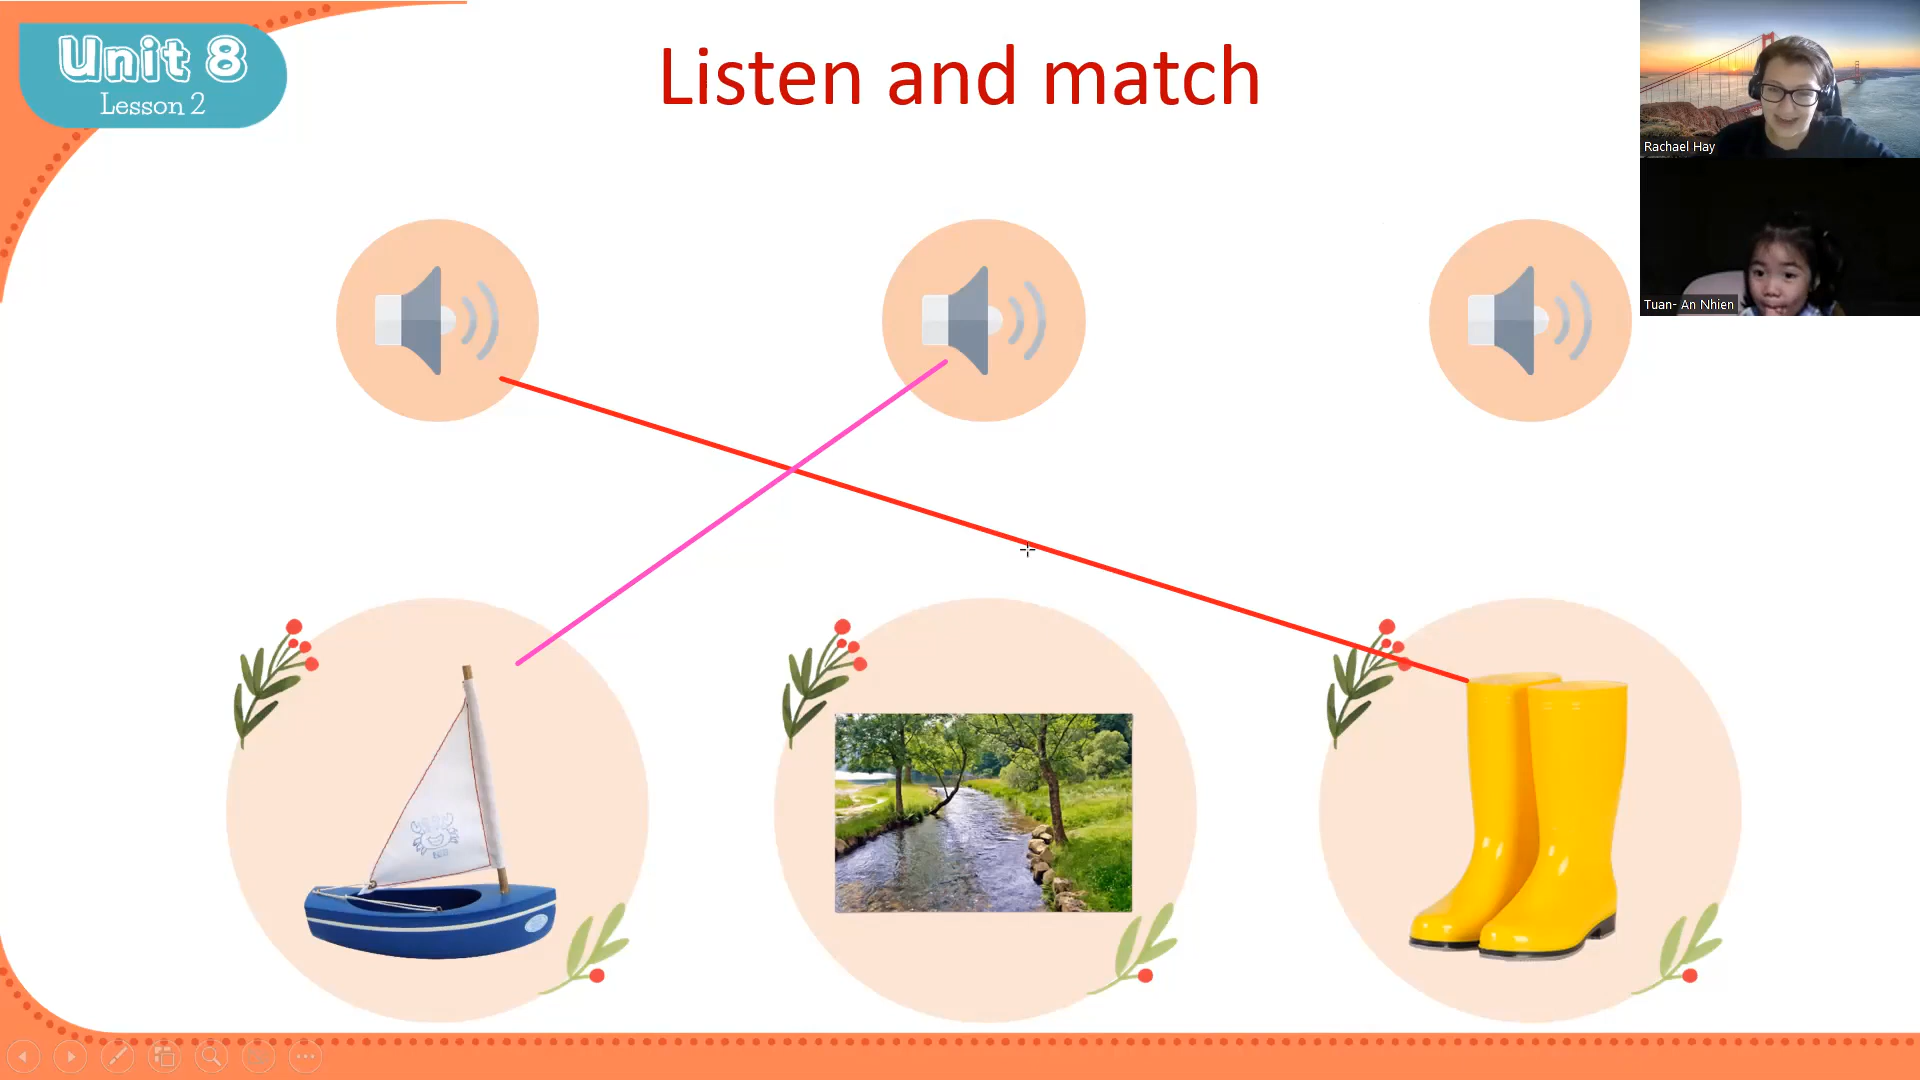 Unit 8
Lesson 2
Listen and match
Rachael Hay
Tuan- An Nhien